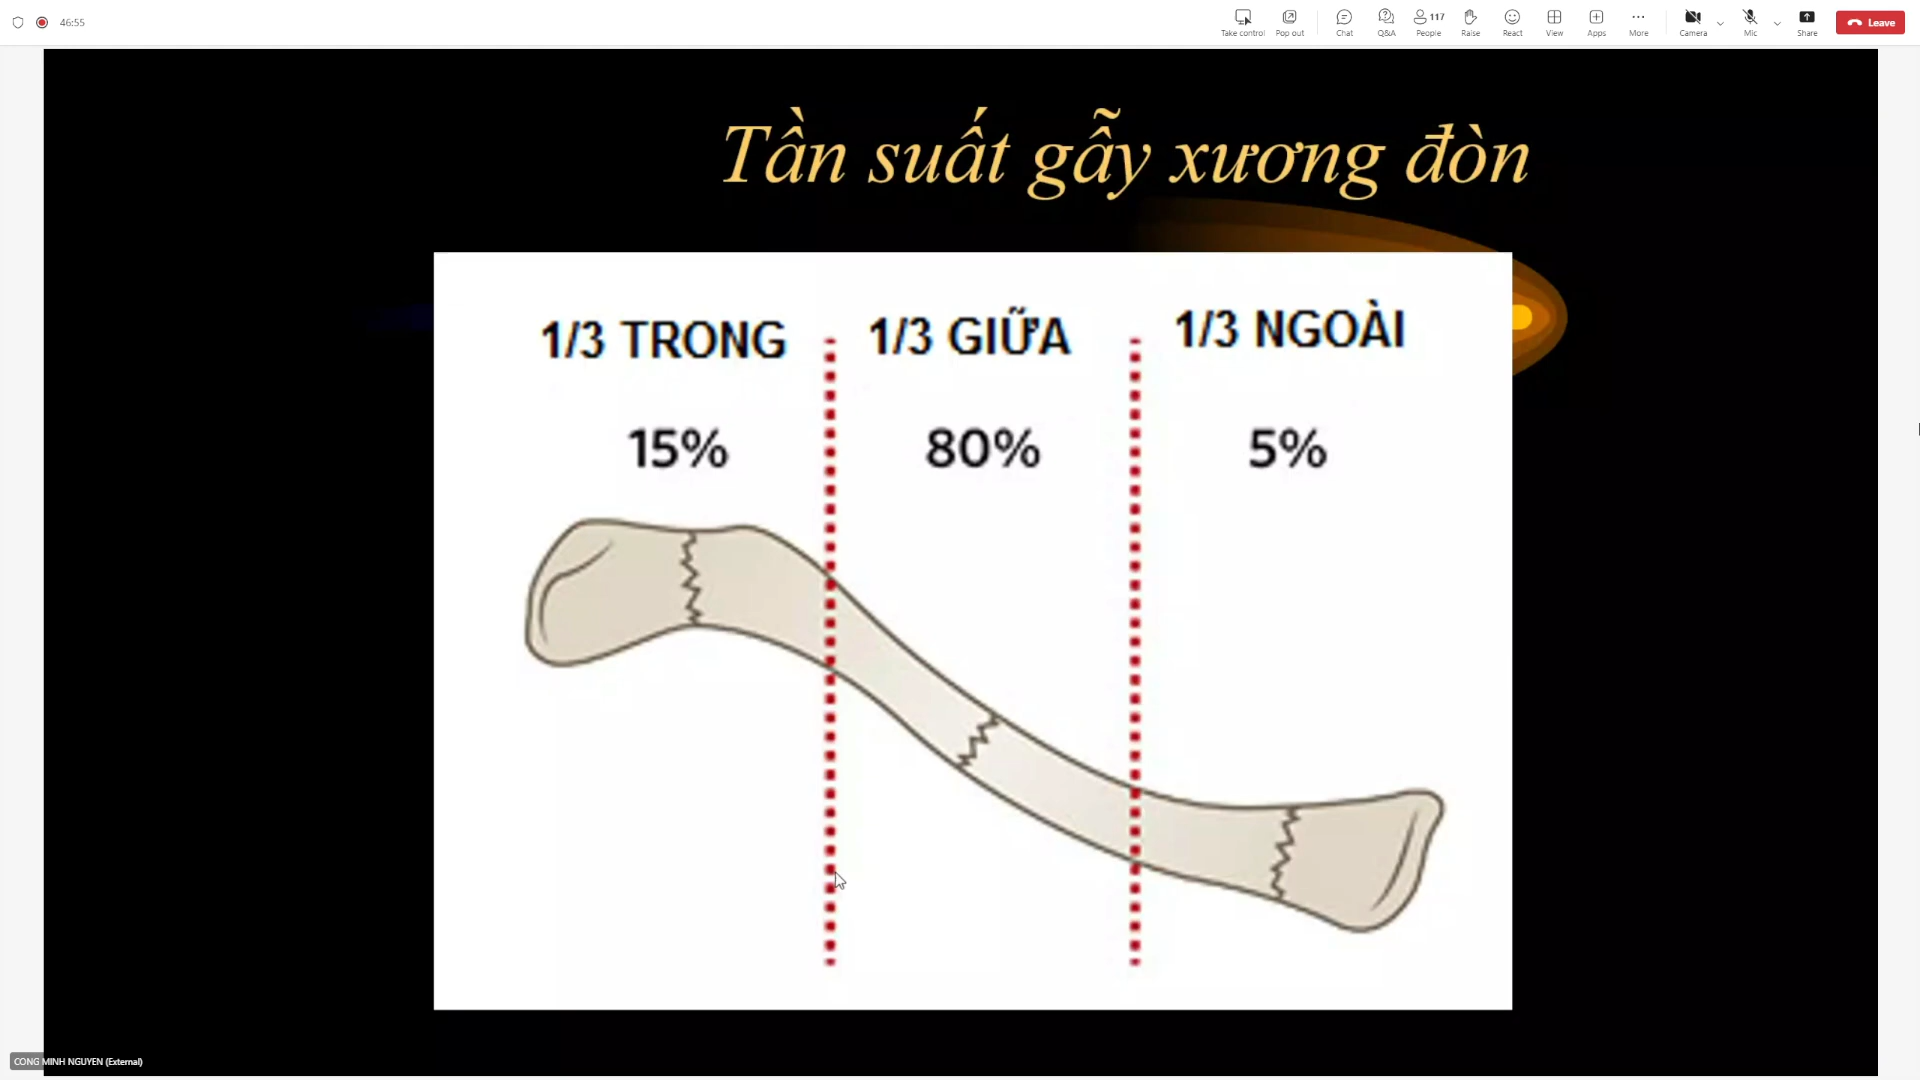 46:55
Take control
Pop out
Chat
Q&A
117
People
Raise
React
View
Apps
More
Camera
Mic
Share
Leave
Tần suất gẫy xương đòn
1/3 TRONG
1/3 GIỮA
1/3 NGOÀI
15%
80%
5%
CONG MINH NGUYEN (External)